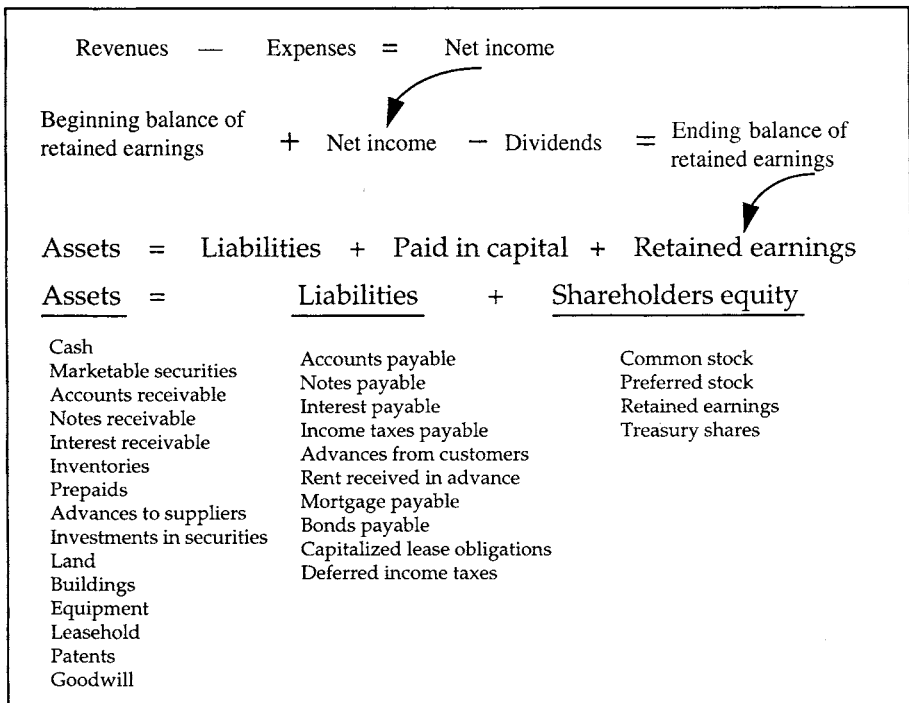 Revenues — Expenses = Net income
Beginning balance of
retained earnings + Net income − Dividends = Ending balance of
retained earnings
Assets = Liabilities + Paid in capital + Retained earnings
Assets = Liabilities + Shareholders equity
Cash
Marketable securities
Accounts receivable
Notes receivable
Interest receivable
Inventories
Prepaids
Advances to suppliers
Investments in securities
Land
Buildings
Equipment
Leasehold
Patents
Goodwill
Accounts payable
Notes payable
Interest payable
Income taxes payable
Advances from customers
Rent received in advance
Mortgage payable
Bonds payable
Capitalized lease obligations
Deferred income taxes
Common stock
Preferred stock
Retained earnings
Treasury shares